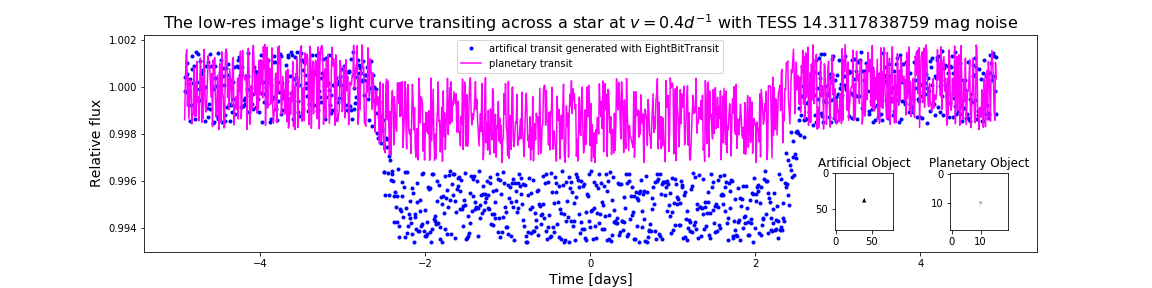 The low-res image's light curve transiting across a star at v = 0.4d⁻¹ with TESS 14.3117838759 mag noise
artifical transit generated with EightBitTransit
planetary transit
Relative flux
1.002
1.000
0.998
0.996
0.994
Artificial Object
0
50
0 50
Planetary Object
0
10
0 10
−4 −2 0 2 4
Time [days]